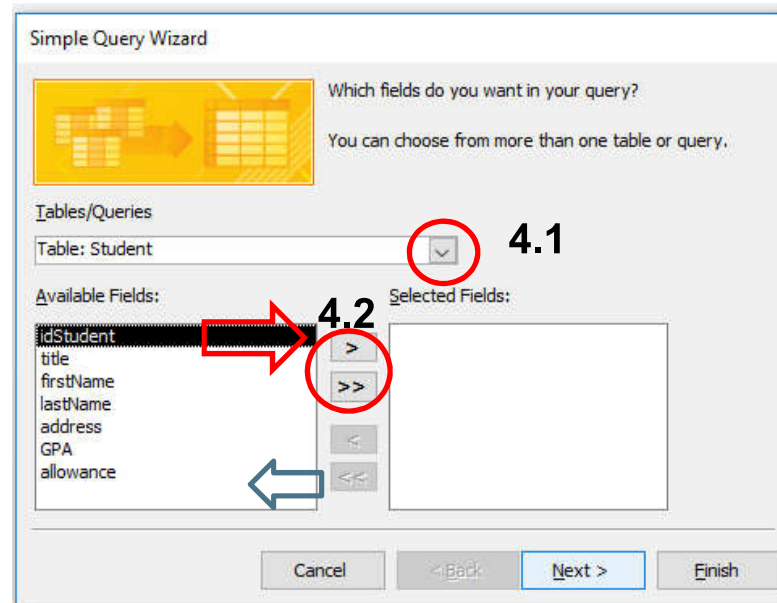 Simple Query Wizard
Which fields do you want in your query?
You can choose from more than one table or query.
Tables/Queries
Table: Student
4.1
Available Fields:
4.2
Selected Fields:
idStudent
title
firstName
lastName
address
GPA
allowance
>
>>
<
<<
Cancel
< Back
Next >
Finish